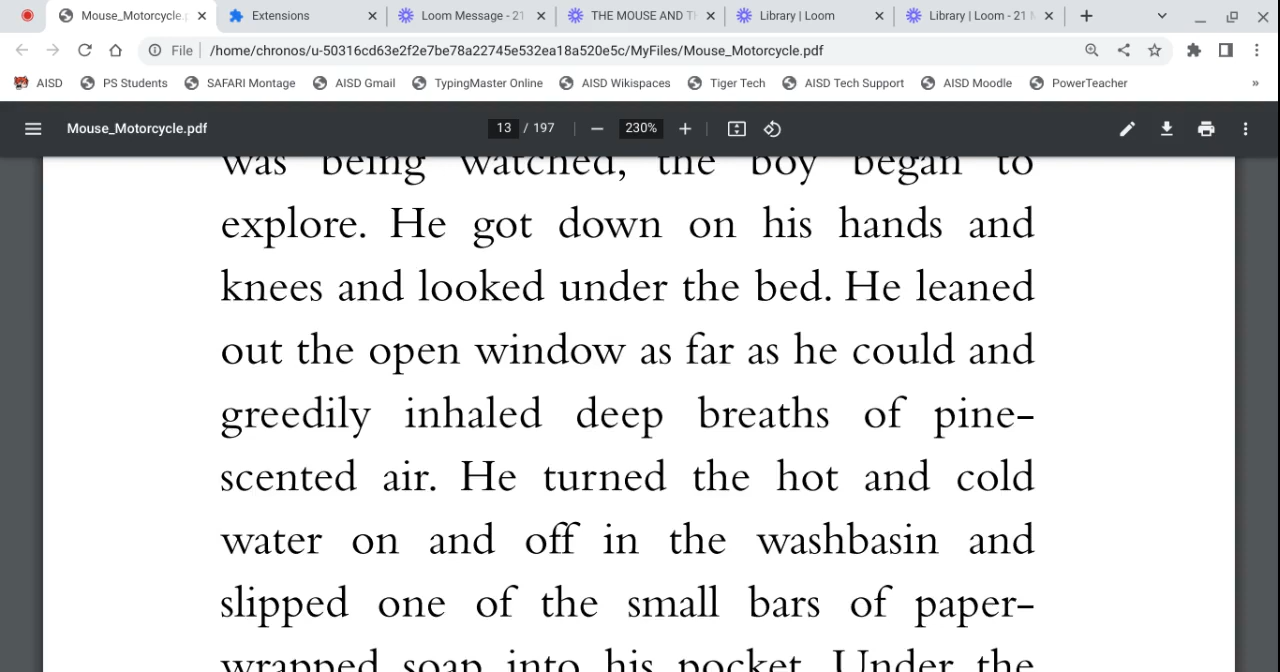 Mouse_Motorcycle.p
Extensions
Loom Message - 21
THE MOUSE AND T
Library | Loom
Library | Loom - 21
File
/home/chronos/u-50316cd63e2f2e7be78a22745e532ea18a520e5c/MyFiles/Mouse_Motorcycle.pdf
AISD
PS Students
SAFARI Montage
AISD Gmail
TypingMaster Online
AISD Wikispaces
Tiger Tech
AISD Tech Support
AISD Moodle
PowerTeacher
»
Mouse_Motorcycle.pdf
13 / 197
230%
was being watched, the boy began to
explore. He got down on his hands and
knees and looked under the bed. He leaned
out the open window as far as he could and
greedily inhaled deep breaths of pine-
scented air. He turned the hot and cold
water on and off in the washbasin and
slipped one of the small bars of paper-
wrapped soap into his pocket. Under the